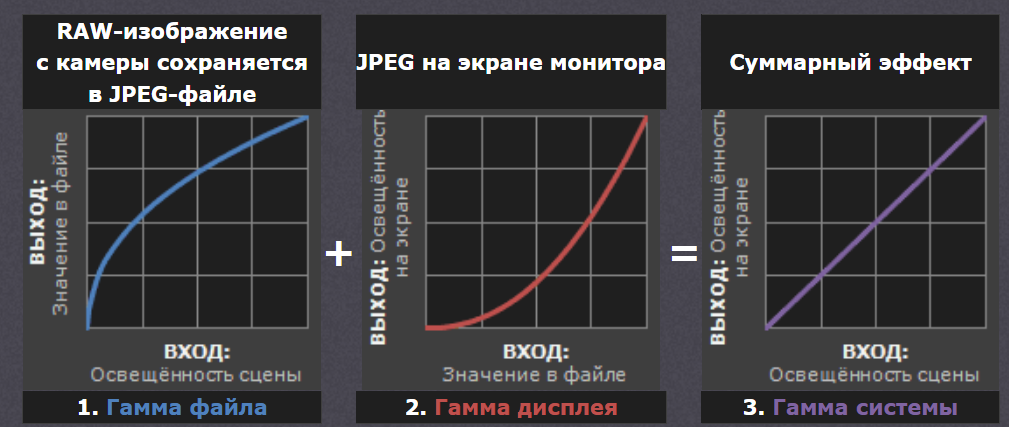 RAW-изображение
с камеры сохраняется
в JPEG-файле
ВЫХОД:
Значение в файле
ВХОД:
Освещённость сцены
1. Гамма файла
+
JPEG на экране монитора
ВЫХОД: Освещённость
на экране
ВХОД:
Значение в файле
2. Гамма дисплея
=
Суммарный эффект
ВЫХОД: Освещённость
на экране
ВХОД:
Освещённость сцены
3. Гамма системы